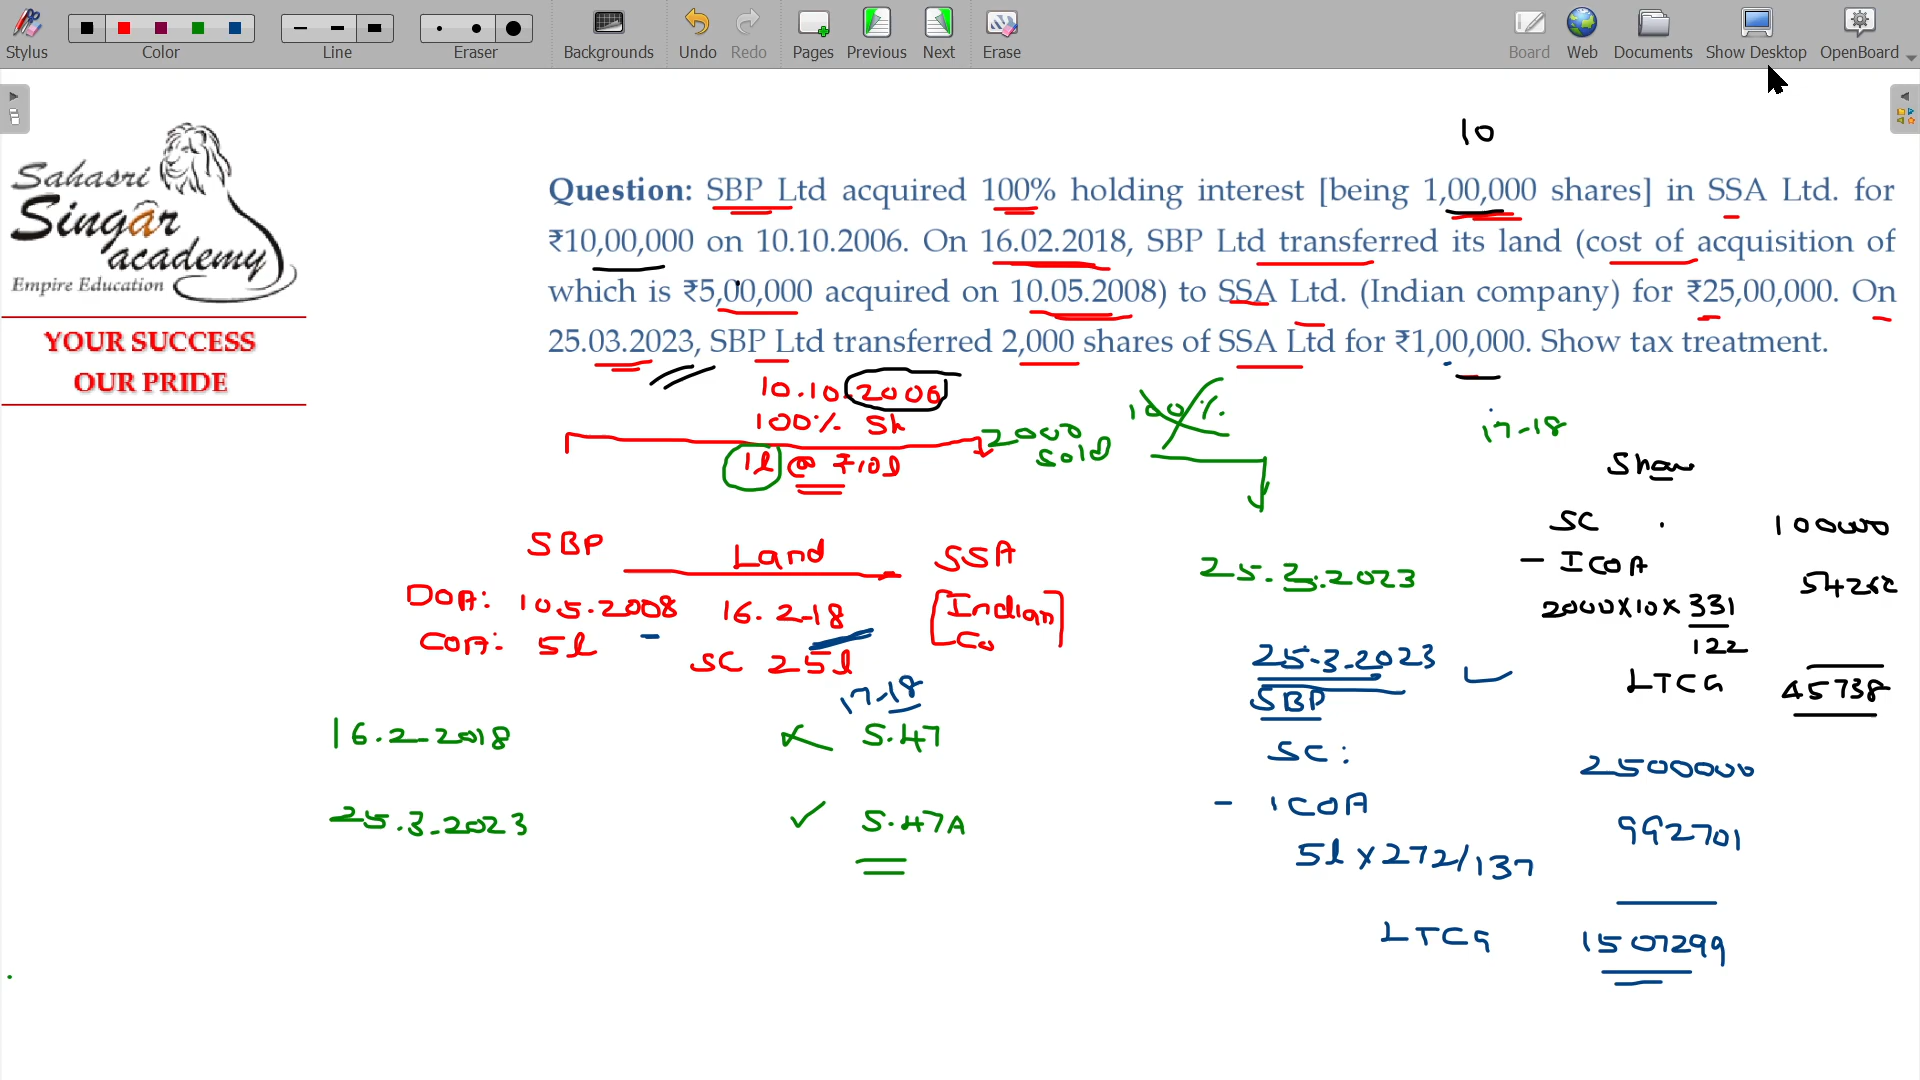 Stylus Color Line Eraser Backgrounds Undo Redo Pages Previous Next Erase Board Web Documents Show Desktop OpenBoard
Sahasri
Singar
academy
Empire Education
YOUR SUCCESS
OUR PRIDE
10
Question: SBP Ltd acquired 100% holding interest [being 1,00,000 shares] in SSA Ltd. for
₹10,00,000 on 10.10.2006. On 16.02.2018, SBP Ltd transferred its land (cost of acquisition of
which is ₹5,00,000 acquired on 10.05.2008) to SSA Ltd. (Indian company) for ₹25,00,000. On
25.03.2023, SBP Ltd transferred 2,000 shares of SSA Ltd for ₹1,00,000. Show tax treatment.
10.10.2006
100% Sh
1l @ ₹10l
2000
sold
100%
SBP Land SSA
DOA: 10.5.2008 16.2-18 [Indian
COA: 5l SC 25l Co]
17-18
16.2-2018 S.47
25.3.2023 ✓ S.47A
25.3.2023
25-3-2023 ✓
SBP
SC: 2500000
- ICOA 992701
5l x 272/137
LTCG 1507299
17-18
Share
SC 100000
- ICOA
2000x10x 331
122
LTCG 45738